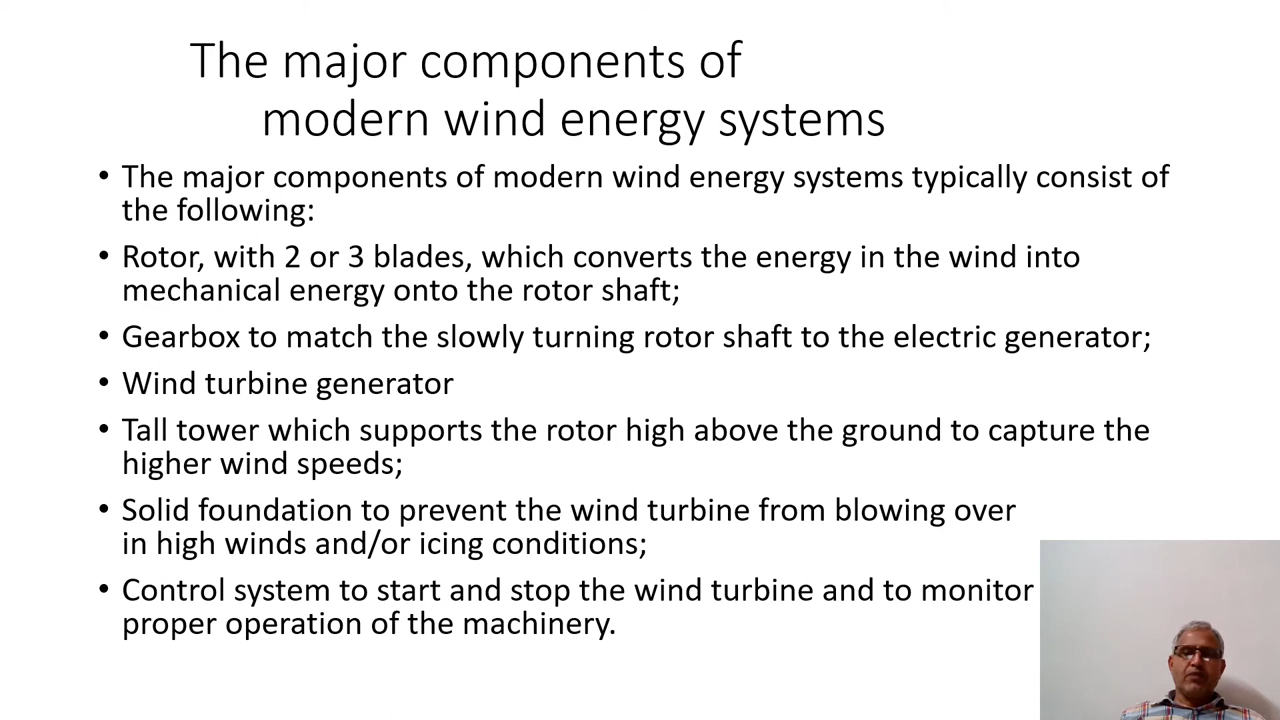 The major components of
modern wind energy systems
• The major components of modern wind energy systems typically consist of
the following:
• Rotor, with 2 or 3 blades, which converts the energy in the wind into
mechanical energy onto the rotor shaft;
• Gearbox to match the slowly turning rotor shaft to the electric generator;
• Wind turbine generator
• Tall tower which supports the rotor high above the ground to capture the
higher wind speeds;
• Solid foundation to prevent the wind turbine from blowing over
in high winds and/or icing conditions;
• Control system to start and stop the wind turbine and to monitor
proper operation of the machinery.